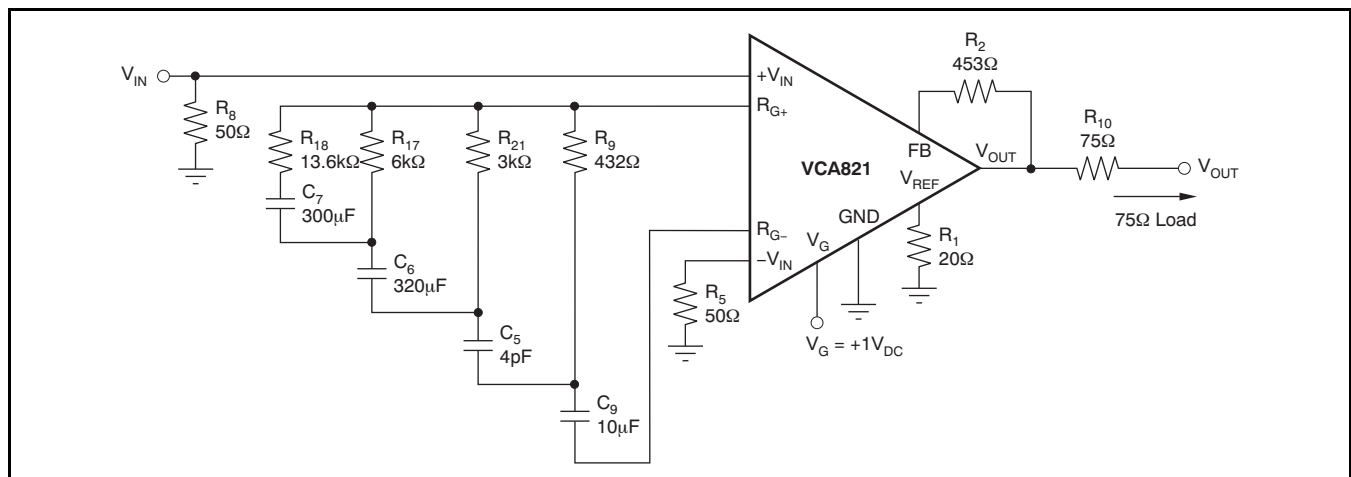 V_IN
R_8
50Ω
R_18
13.6kΩ
C_7
300μF
R_17
6kΩ
C_6
320μF
R_21
3kΩ
C_5
4pF
R_9
432Ω
C_9
10μF
+V_IN
R_G+
R_G−
−V_IN
R_5
50Ω
VCA821
FB
V_REF
GND
V_G
V_OUT
V_G = +1V_DC
R_1
20Ω
R_2
453Ω
R_10
75Ω
V_OUT
75Ω Load